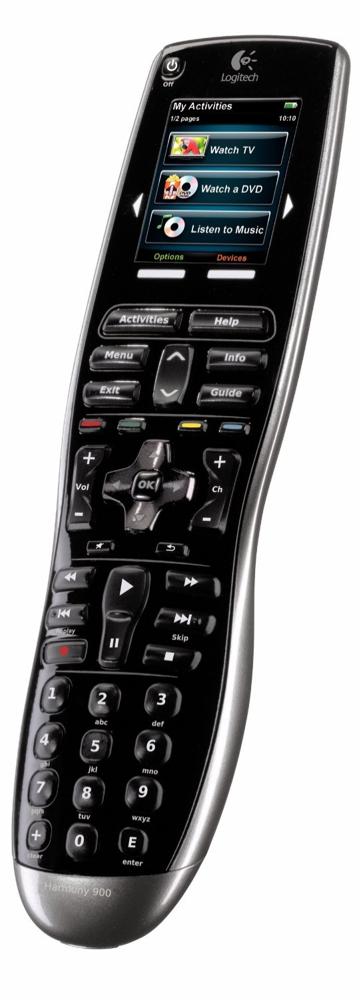 Logitech
Off
My Activities
1/2 pages 10:10
Watch TV
DVD
Watch a DVD
Listen to Music
Options Devices
Activities Help
Menu Info
Exit Guide
+ +
Vol OK Ch
- -
Replay Skip
1 2 3
abc def
4 5 6
ghi jkl mno
7 8 9
pqrs tuv wxyz
+ 0 E
clear enter
Harmony 900